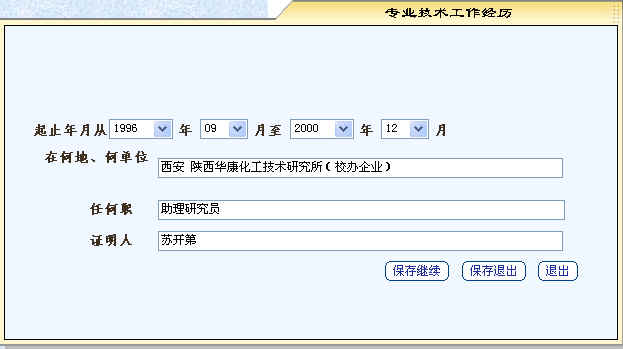 专业技术工作经历
起止年月从 1996 年 09 月至 2000 年 12 月
在何地、何单位
西安 陕西华康化工技术研究所（校办企业）
任何职 助理研究员
证明人 苏开第
保存继续 保存退出 退出